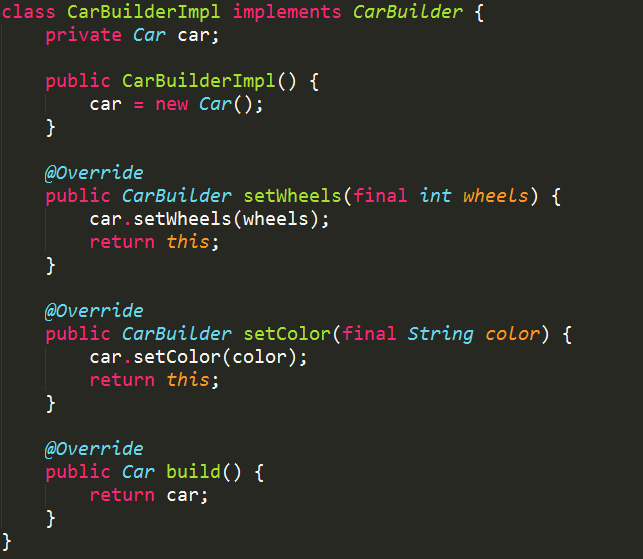 class CarBuilderImpl implements CarBuilder {
    private Car car;

    public CarBuilderImpl() {
        car = new Car();
    }

    @Override
    public CarBuilder setWheels(final int wheels) {
        car.setWheels(wheels);
        return this;
    }

    @Override
    public CarBuilder setColor(final String color) {
        car.setColor(color);
        return this;
    }

    @Override
    public Car build() {
        return car;
    }
}